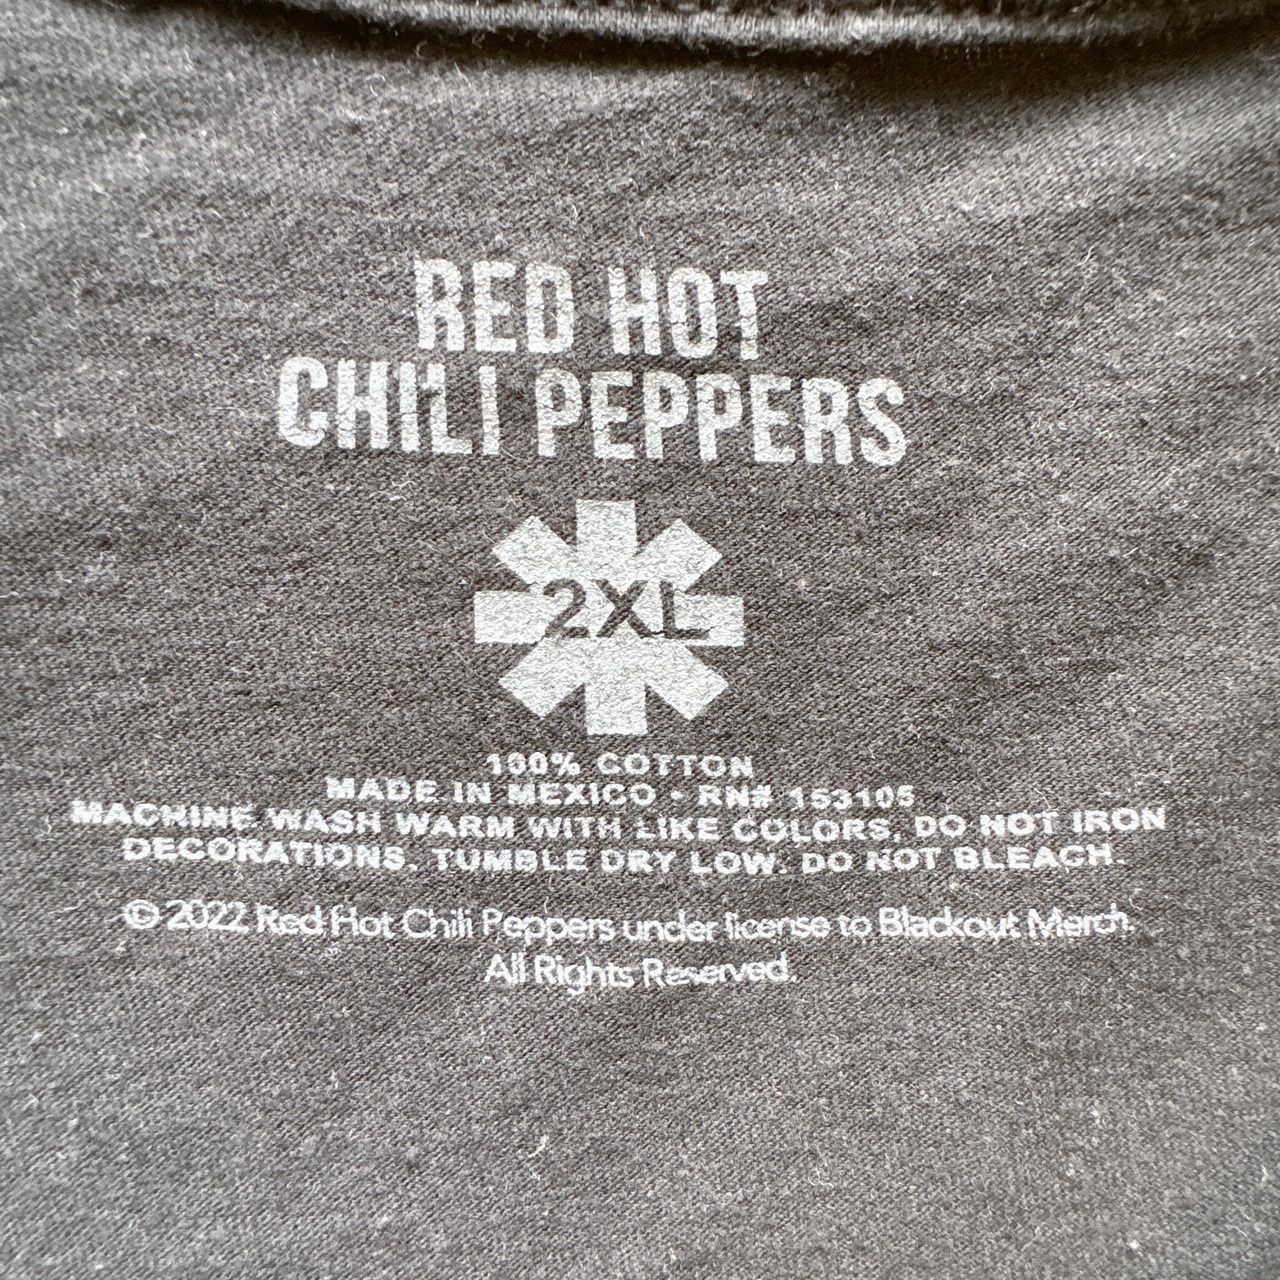 RED HOT
CHILI PEPPERS
2XL
100% COTTON
MADE IN MEXICO • RN# 153105
MACHINE WASH WARM WITH LIKE COLORS, DO NOT IRON
DECORATIONS. TUMBLE DRY LOW. DO NOT BLEACH.
© 2022 Red Hot Chili Peppers under license to Blackout Merch.
All Rights Reserved.